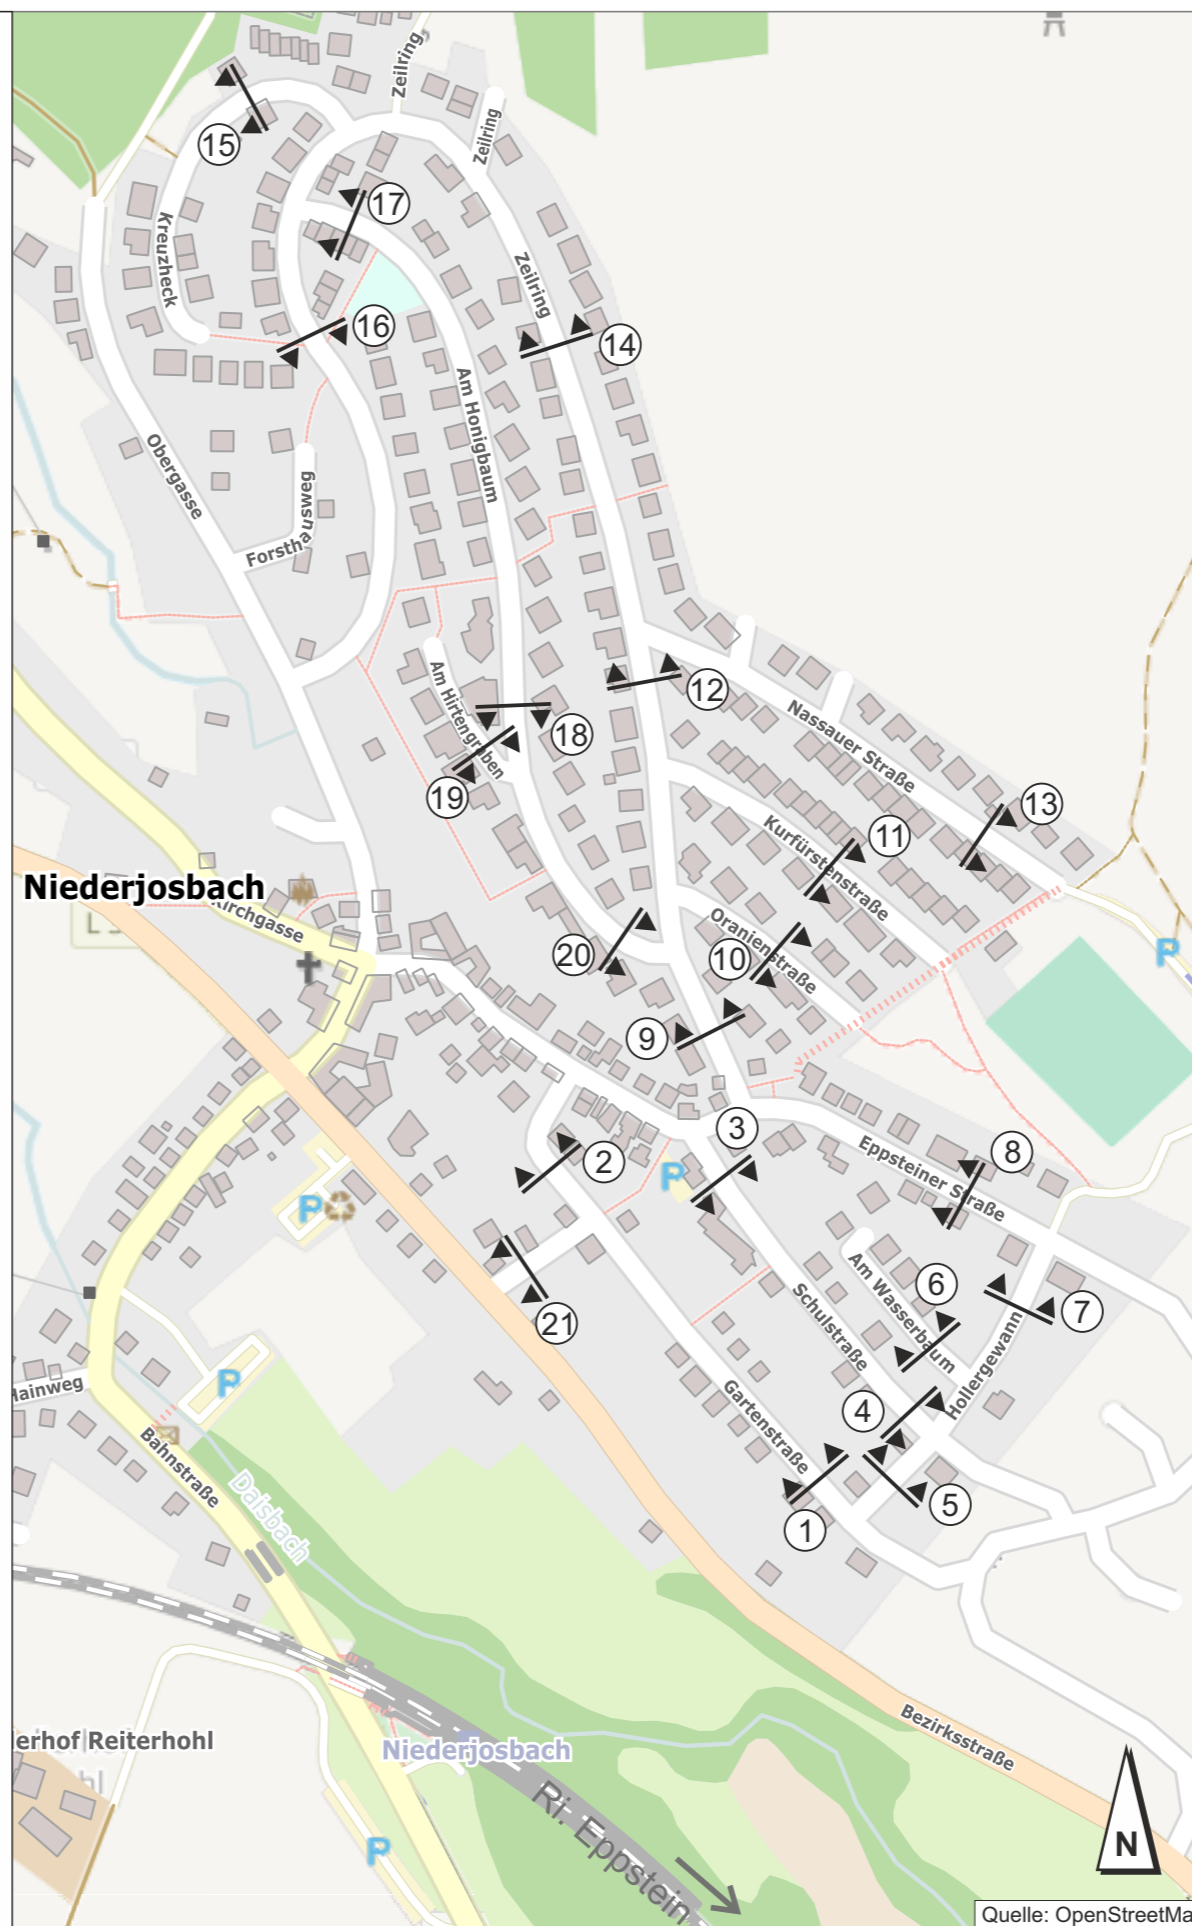 Zeilring
Zeilring
15
17
Kreuzheck
Zeilring
16
14
Am Honigbaum
Obergasse
Forsthausweg
Am Hirtengraben
12
18
Nassauer Straße
19
13
11
Kurfürstenstraße
Niederjosbach
Kirchgasse
Oranienstraße
20
10
9
3
2
8
Eppsteiner Straße
P
P
P
Am Wasserbaum
6
7
21
Schulstraße
Hollergewann
Hainweg
P
Gartenstraße
4
Bahnstraße
5
1
Daisbach
Bezirksstraße
lerhof Reiterhohl
Niederjosbach
Ri. Eppstein
P
N
Quelle: OpenStreetMa